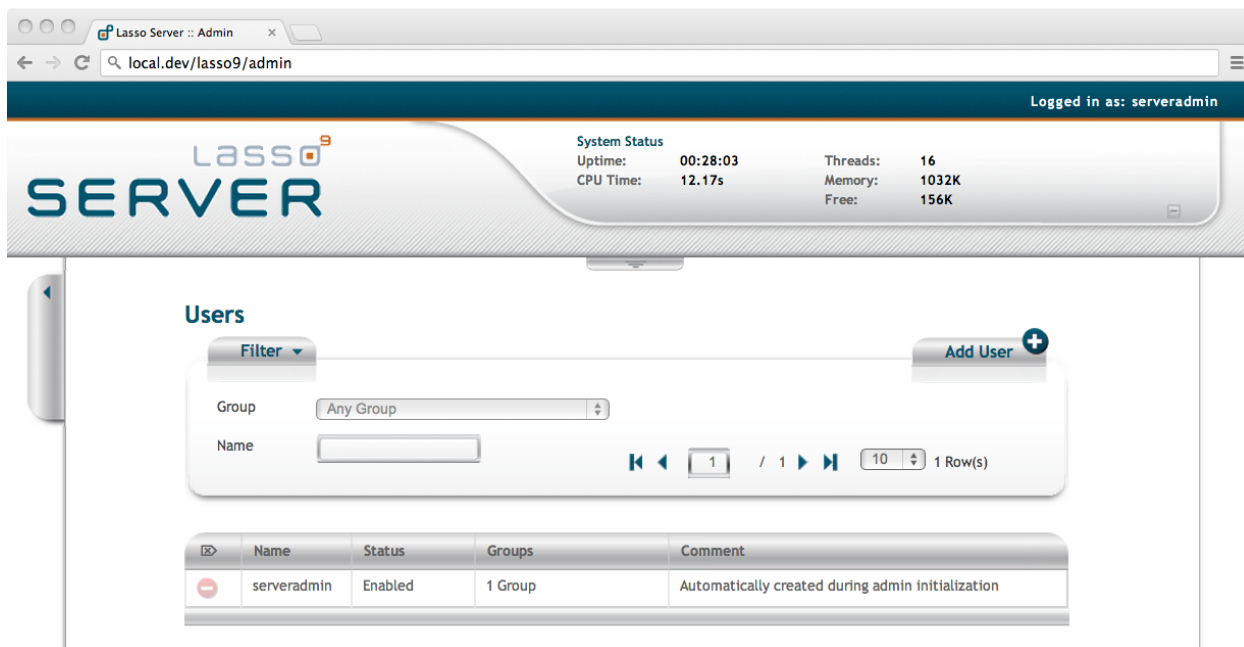 Lasso Server :: Admin
local.dev/lasso9/admin
Logged in as: serveradmin
Lasso 9
SERVER
System Status
Uptime: 00:28:03 Threads: 16
CPU Time: 12.17s Memory: 1032K
Free: 156K
Users
Filter Add User
Group Any Group
Name
1 / 1 10 1 Row(s)
Name Status Groups Comment
serveradmin Enabled 1 Group Automatically created during admin initialization